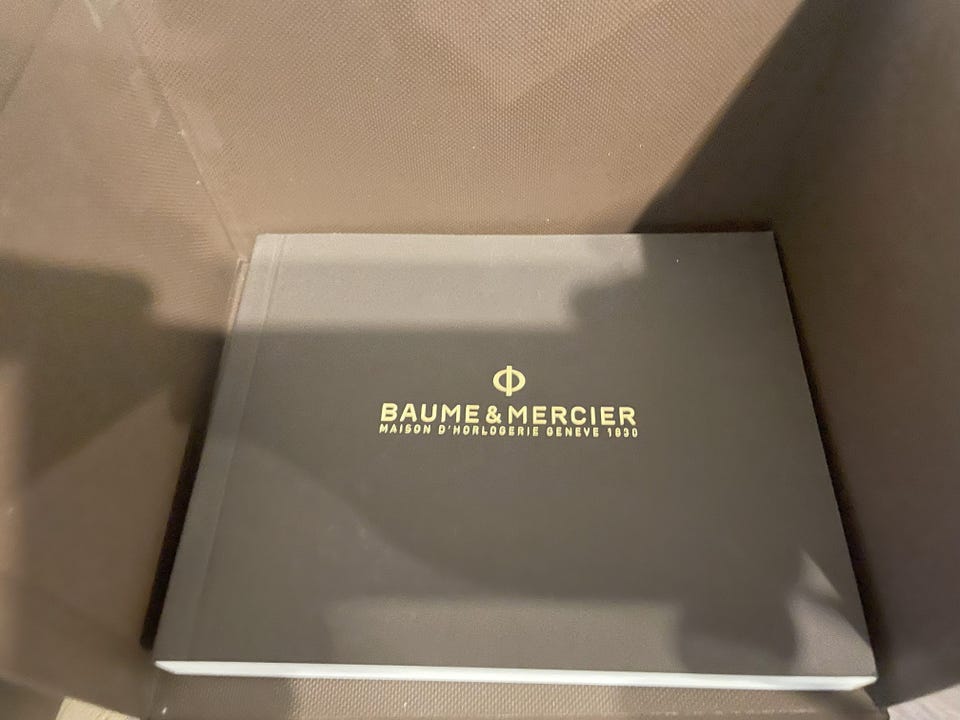 BAUME & MERCIER
MAISON D'HORLOGERIE GENEVE 1830